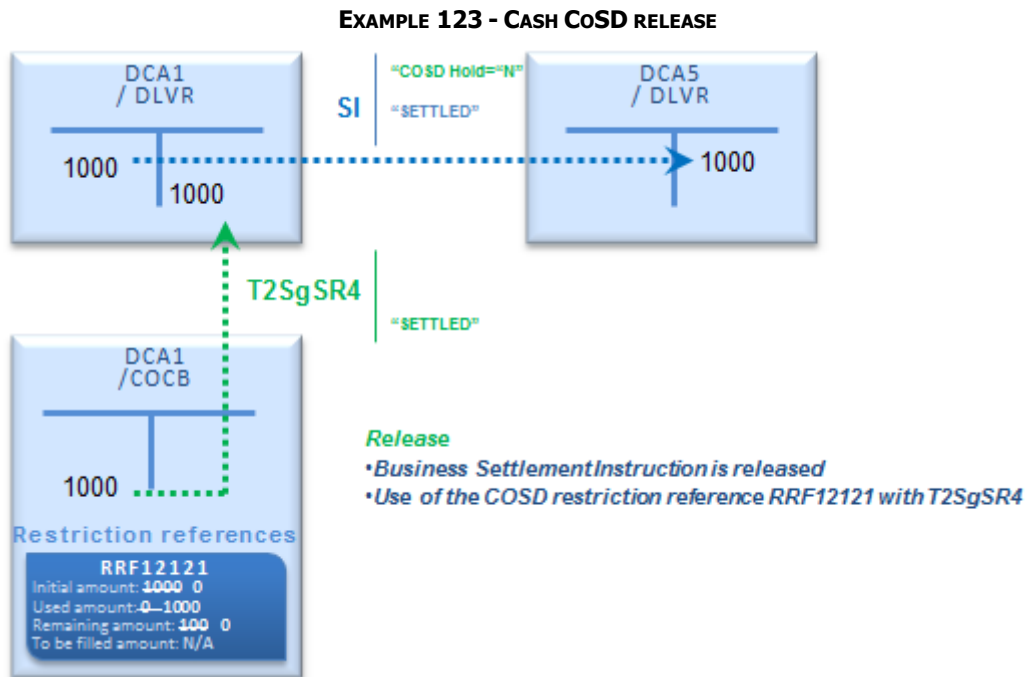 EXAMPLE 123 - CASH COSD RELEASE
DCA1
/ DLVR
1000
1000
SI
"COSD Hold="N"
"SETTLED"
DCA5
/ DLVR
1000
T2SgSR4
"SETTLED"
DCA1
/COCB
1000
Restriction references
RRF12121
Initial amount: 1000 0
Used amount: 0 1000
Remaining amount: 100 0
To be filled amount: N/A
Release
•Business Settlement Instruction is released
•Use of the COSD restriction reference RRF12121 with T2SgSR4